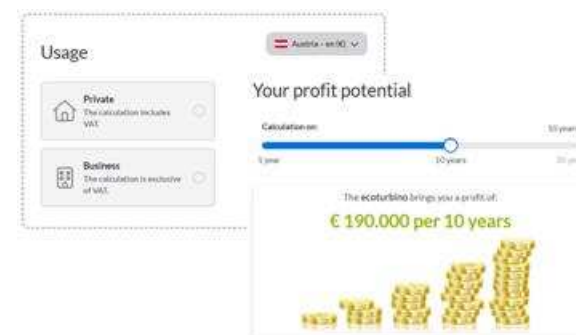 Usage
Austria - en
Private
The calculation includes
VAT.
Business
The calculation is exclusive
of VAT.
Your profit potential
Calculation on:
10 years
1 year
10 years
The ecoturbino brings you a profit of:
€ 190.000 per 10 years